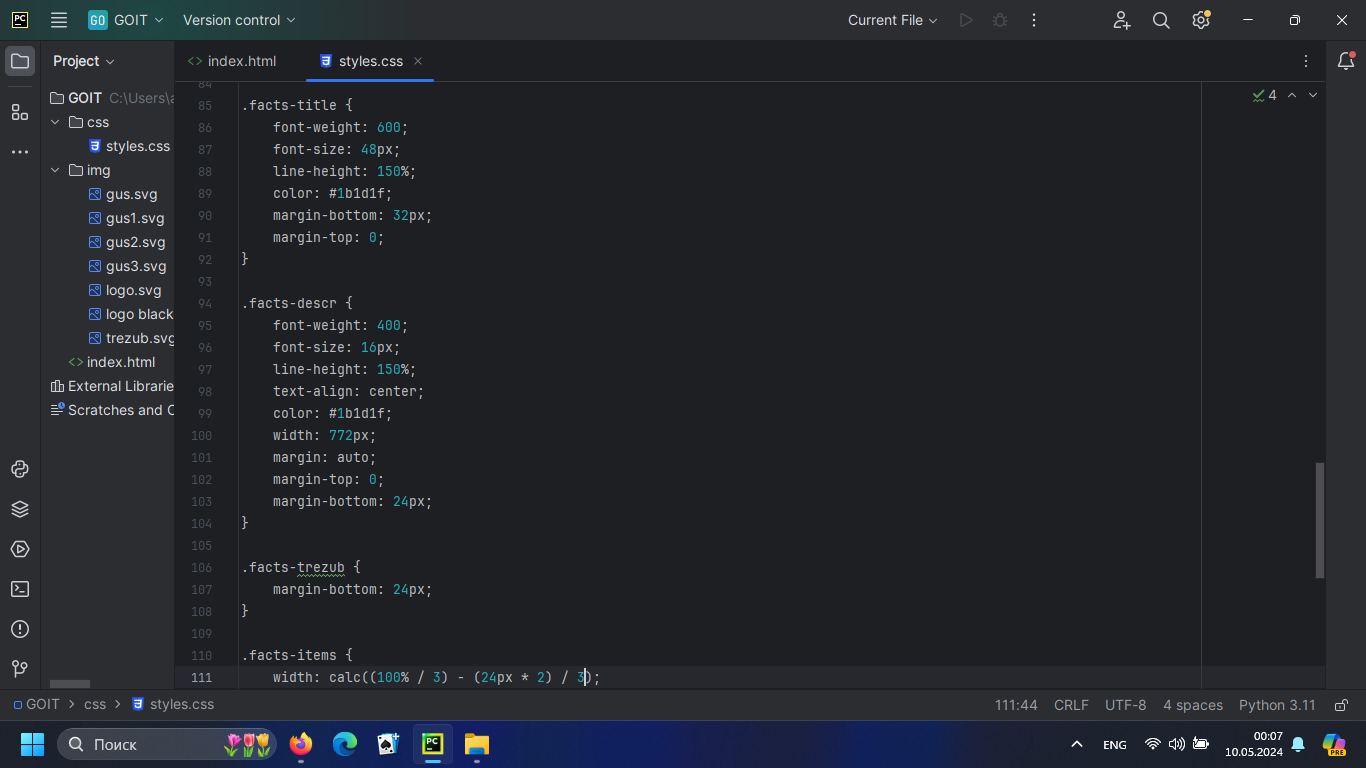 PC
GO GOIT Version control Current File
Project
index.html styles.css
GOIT C:\Users\a
css
styles.css
img
gus.svg
gus1.svg
gus2.svg
gus3.svg
logo.svg
logo black
trezub.svg
index.html
External Librarie
Scratches and C
4
84
85 .facts-title {
86 font-weight: 600;
87 font-size: 48px;
88 line-height: 150%;
89 color: #1b1d1f;
90 margin-bottom: 32px;
91 margin-top: 0;
92 }
93
94 .facts-descr {
95 font-weight: 400;
96 font-size: 16px;
97 line-height: 150%;
98 text-align: center;
99 color: #1b1d1f;
100 width: 772px;
101 margin: auto;
102 margin-top: 0;
103 margin-bottom: 24px;
104 }
105
106 .facts-trezub {
107 margin-bottom: 24px;
108 }
109
110 .facts-items {
111 width: calc((100% / 3) - (24px * 2) / 3);
GOIT > css > styles.css 111:44 CRLF UTF-8 4 spaces Python 3.11
Поиск PC ENG 00:07 PRE
10.05.2024